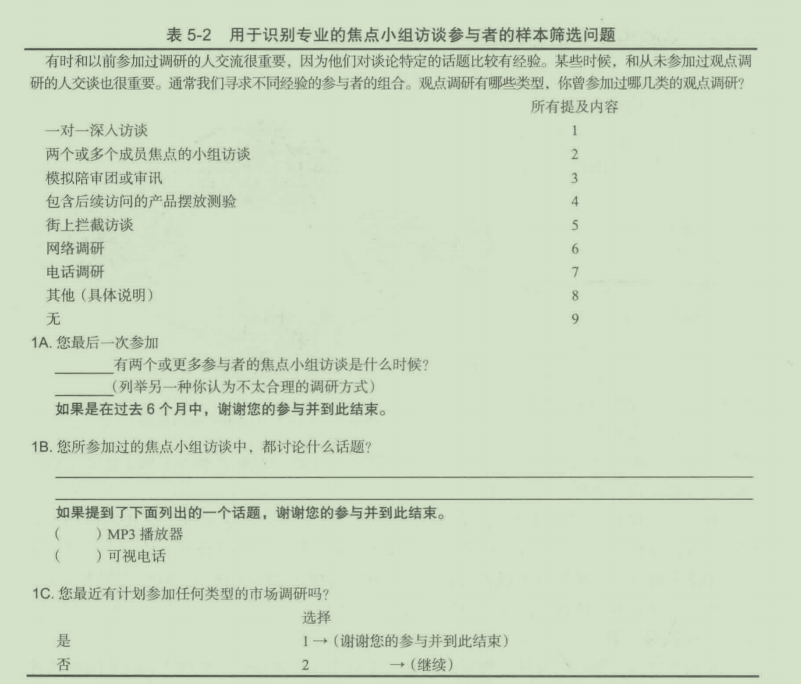 表 5-2 用于识别专业的焦点小组访谈参与者的样本筛选问题
有时和以前参加过调研的人交流很重要，因为他们对谈论特定的话题比较有经验。某些时候，和从未参加过观点调
研的人交谈也很重要。通常我们寻求不同经验的参与者的组合。观点调研有哪些类型，你曾参加过哪几类的观点调研？
所有提及内容
一对一深入访谈 1
两个或多个成员焦点的小组访谈 2
模拟陪审团或审讯 3
包含后续访问的产品摆放测验 4
街上拦截访谈 5
网络调研 6
电话调研 7
其他（具体说明） 8
无 9
1A. 您最后一次参加
______有两个或更多参与者的焦点小组访谈是什么时候？
______（列举另一种你认为不太合理的调研方式）
如果是在过去 6 个月中，谢谢您的参与并到此结束。
1B. 您所参加过的焦点小组访谈中，都讨论什么话题？
如果提到了下面列出的一个话题，谢谢您的参与并到此结束。
（ ）MP3 播放器
（ ）可视电话
1C. 您最近有计划参加任何类型的市场调研吗？
选择
是 1 →（谢谢您的参与并到此结束）
否 2 →（继续）